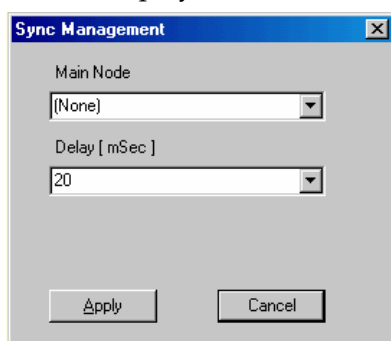 Sync Management
Main Node
(None)
Delay [ mSec ]
20
Apply
Cancel